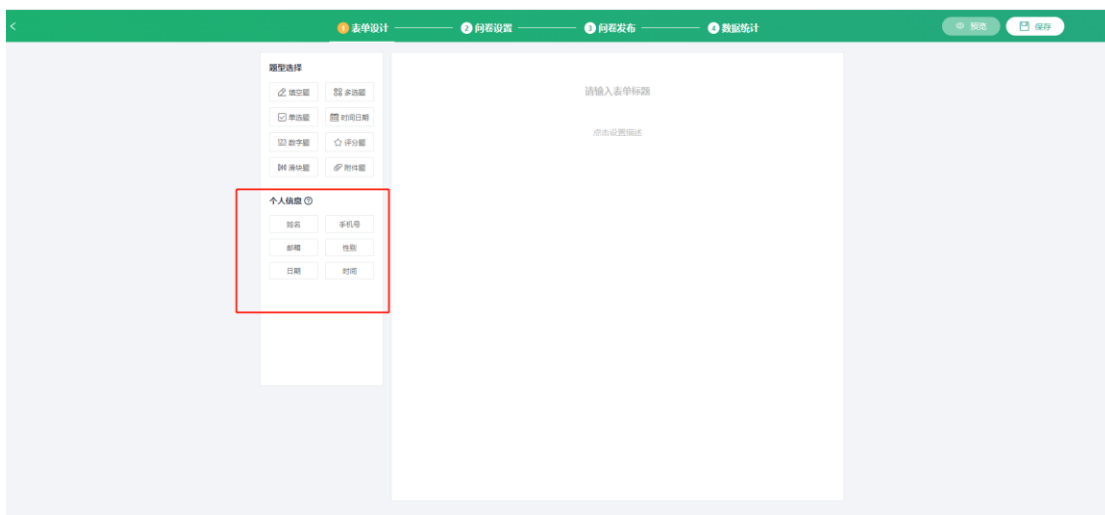 1 表单设计 2 问卷设置 3 问卷发布 4 数据统计 预览 保存
题型选择
填空题 多选题
单选题 时间日期
数字题 评分题
滑块题 附件题
个人信息
姓名 手机号
邮箱 性别
日期 时间
请输入表单标题
点击设置描述